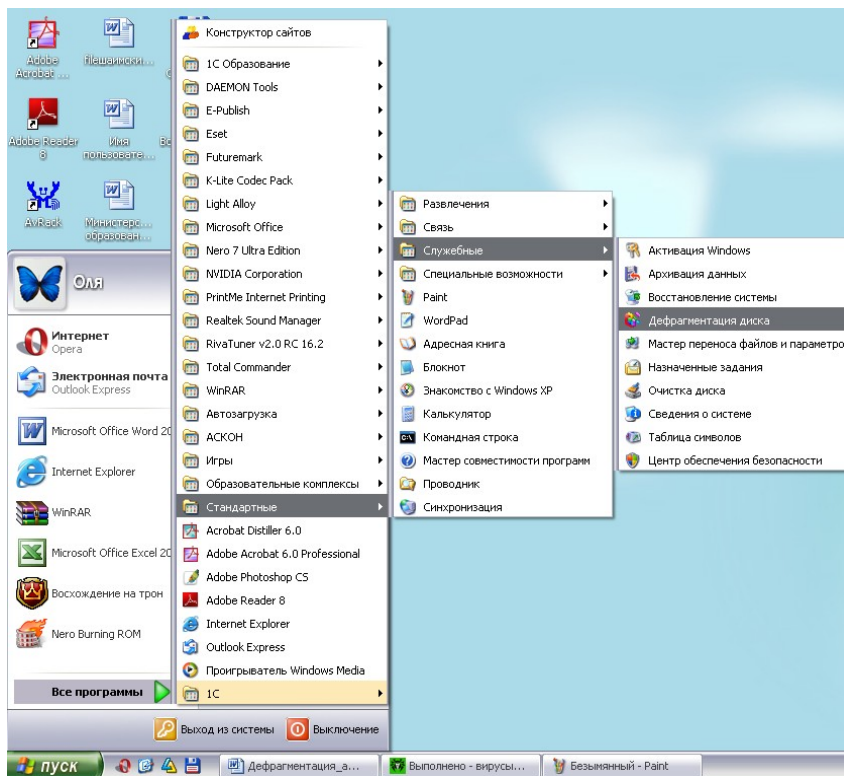 Adobe
Acrobat ...
Adobe Reader
8
Имя
пользовате...
AvRack
Министерс...
образован...
Оля
Интернет
Opera
Электронная почта
Outlook Express
Microsoft Office Word 20
Internet Explorer
WinRAR
Microsoft Office Excel 20
Восхождение на трон
Nero Burning ROM
Все программы
Конструктор сайтов
1С Образование
DAEMON Tools
E-Publish
Eset
Futuremark
K-Lite Codec Pack
Light Alloy
Microsoft Office
Nero 7 Ultra Edition
NVIDIA Corporation
PrintMe Internet Printing
Realtek Sound Manager
RivaTuner v2.0 RC 16.2
Total Commander
WinRAR
Автозагрузка
АСКОН
Игры
Образовательные комплексы
Стандартные
Acrobat Distiller 6.0
Adobe Acrobat 6.0 Professional
Adobe Photoshop CS
Adobe Reader 8
Internet Explorer
Outlook Express
Проигрыватель Windows Media
1С
Развлечения
Связь
Служебные
Специальные возможности
Paint
WordPad
Адресная книга
Блокнот
Знакомство с Windows XP
Калькулятор
Командная строка
Мастер совместимости программ
Проводник
Синхронизация
Активация Windows
Архивация данных
Восстановление системы
Дефрагментация диска
Мастер переноса файлов и параметро
Назначенные задания
Очистка диска
Сведения о системе
Таблица символов
Центр обеспечения безопасности
Выход из системы
Выключение
пуск
Дефрагментация_а...
Выполнено - вирусы...
Безымянный - Paint